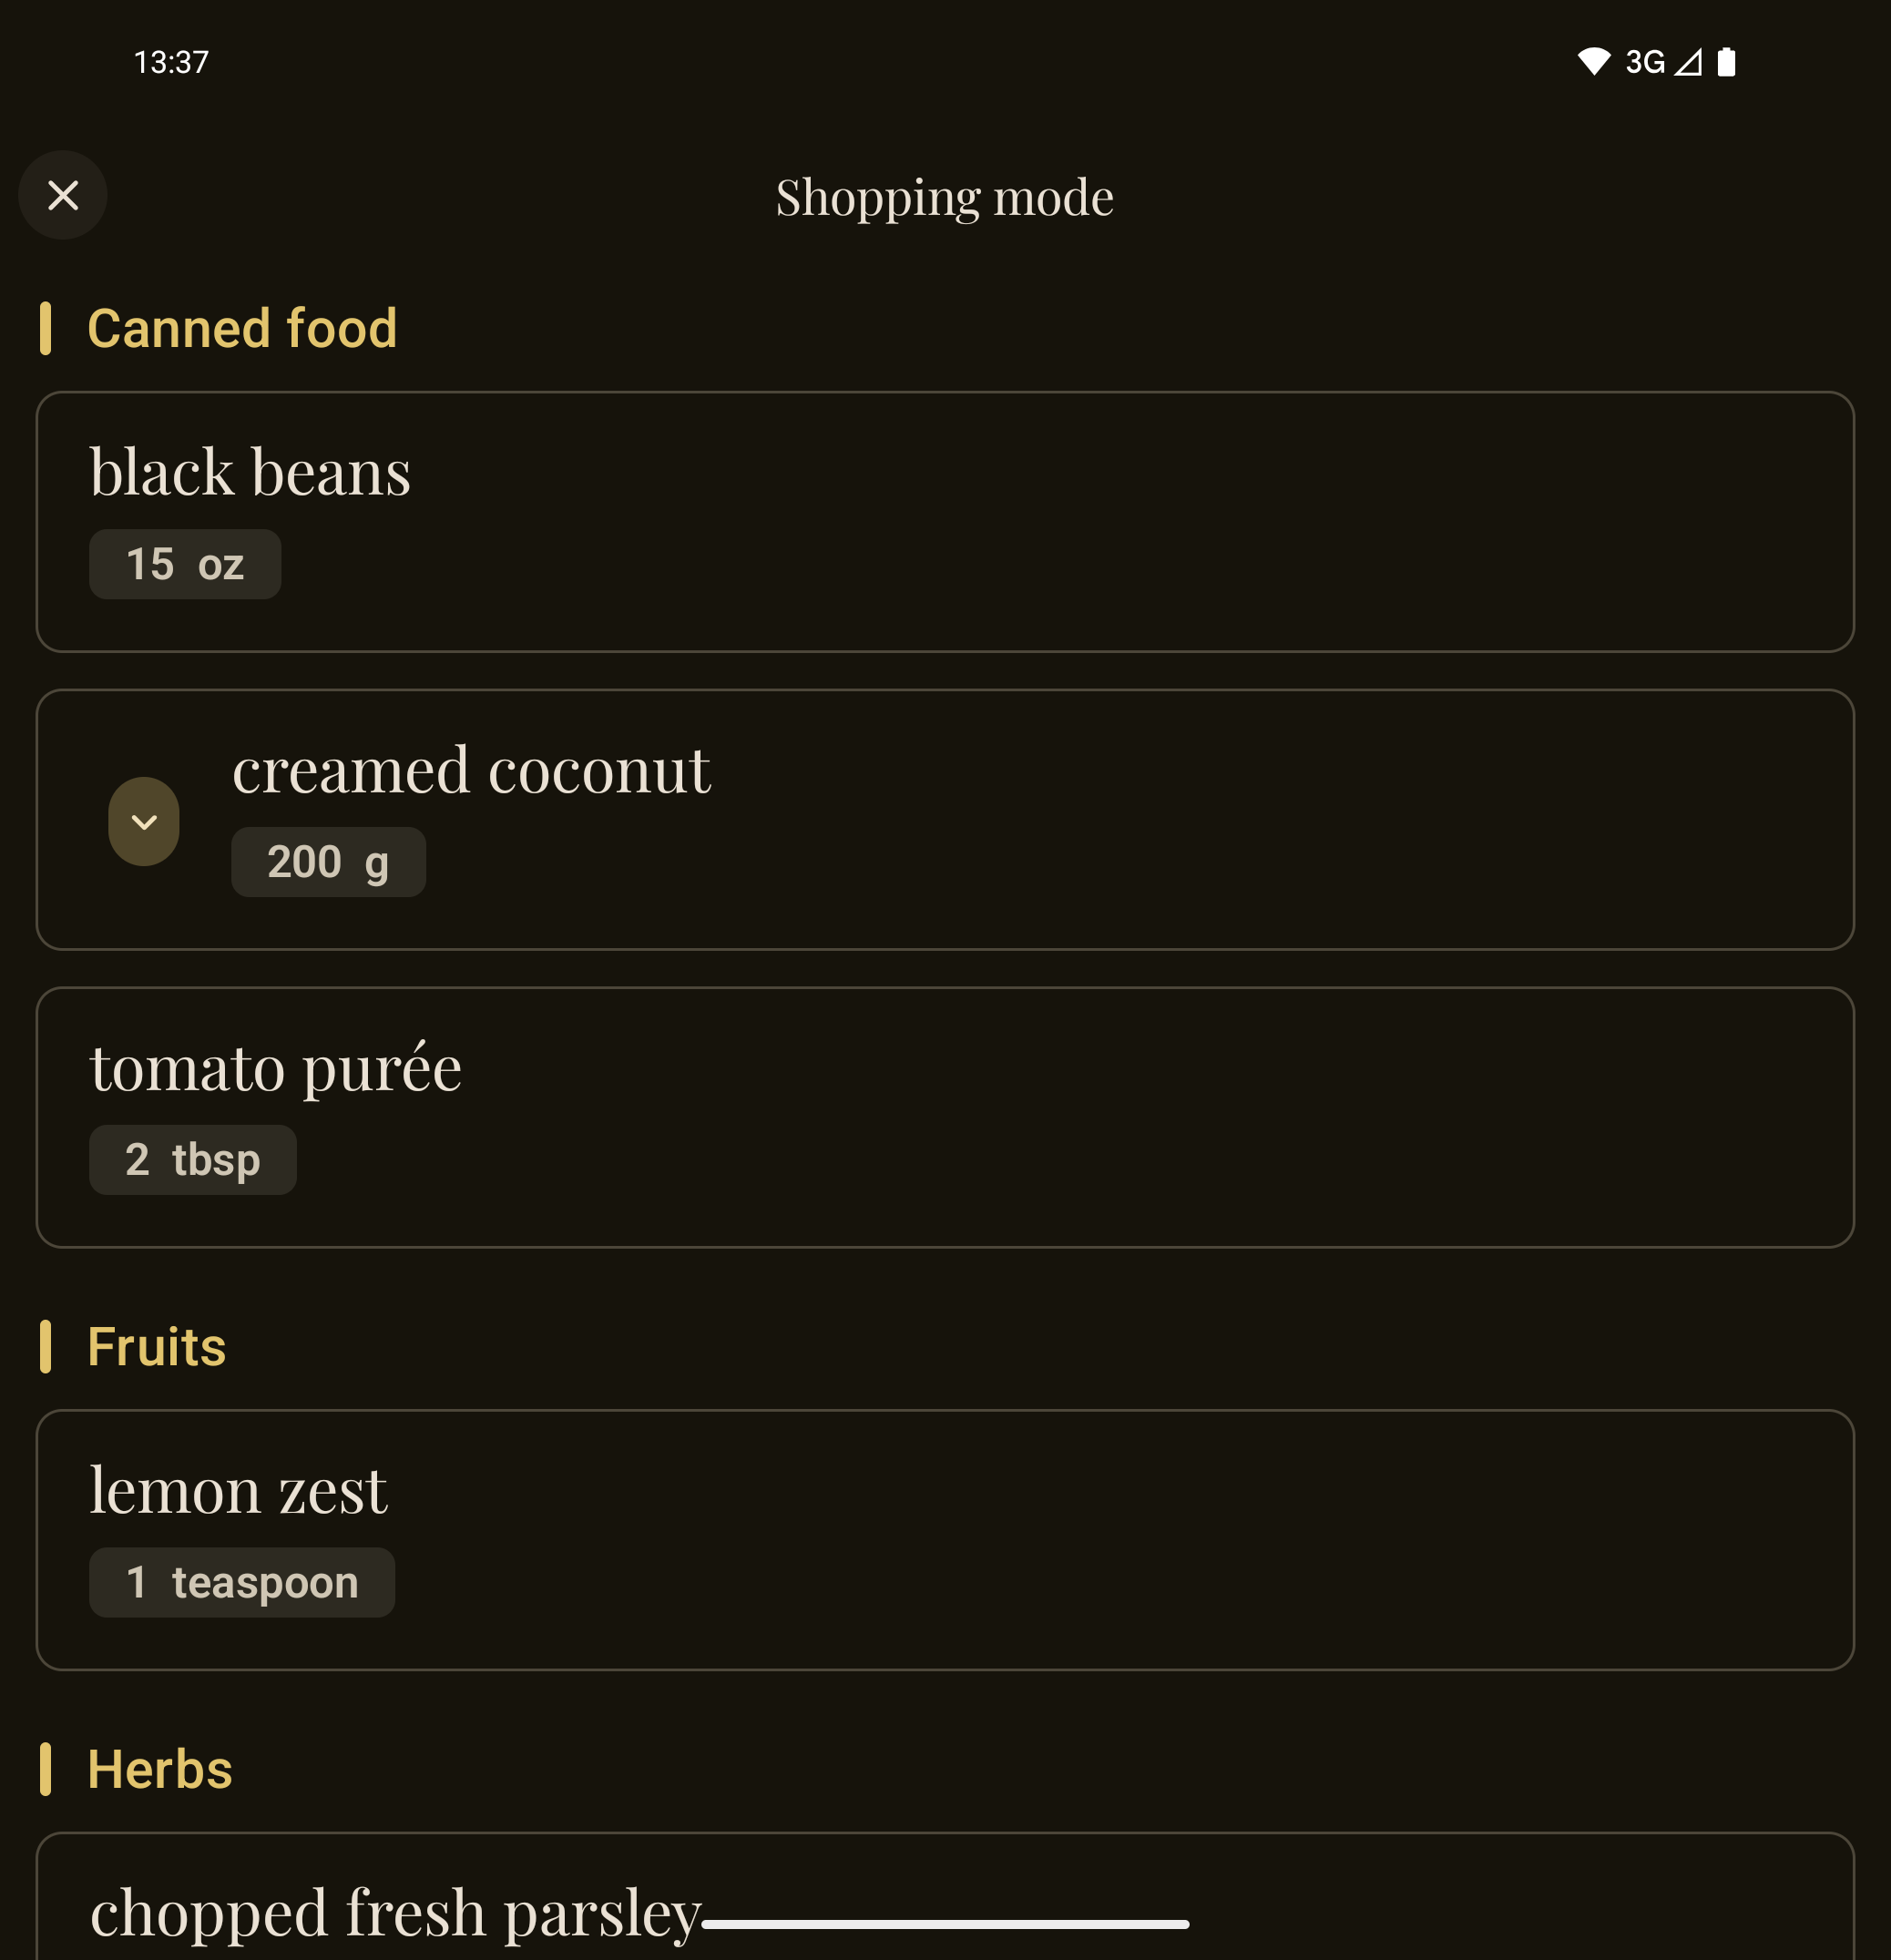 13:37
3G
Shopping mode
Canned food
black beans
15 oz
creamed coconut
200 g
tomato purée
2 tbsp
Fruits
lemon zest
1 teaspoon
Herbs
chopped fresh parsley